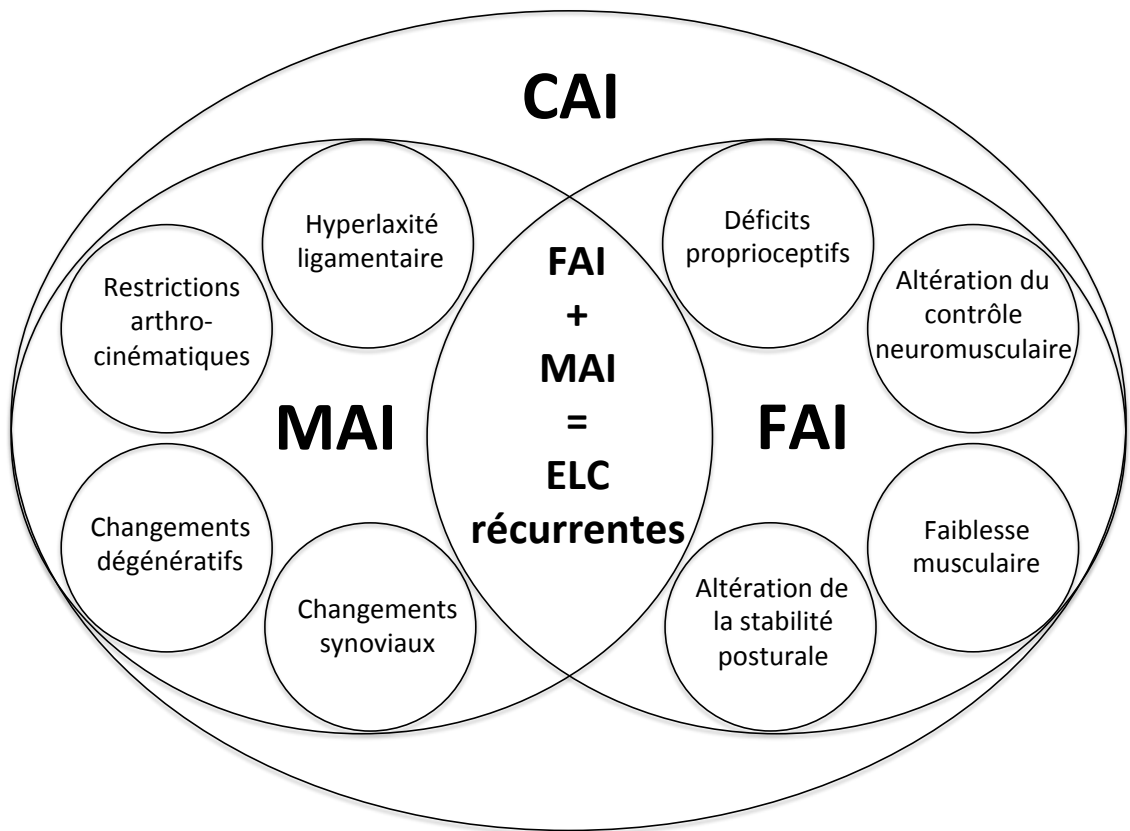 CAI
Hyperlaxité
ligamentaire
Restrictions
arthro-
cinématiques
MAI
Changements
dégénératifs
Changements
synoviaux
FAI
+
MAI
=
ELC
récurrentes
Déficits
proprioceptifs
Altération du
contrôle
neuromusculaire
FAI
Faiblesse
musculaire
Altération de
la stabilité
posturale